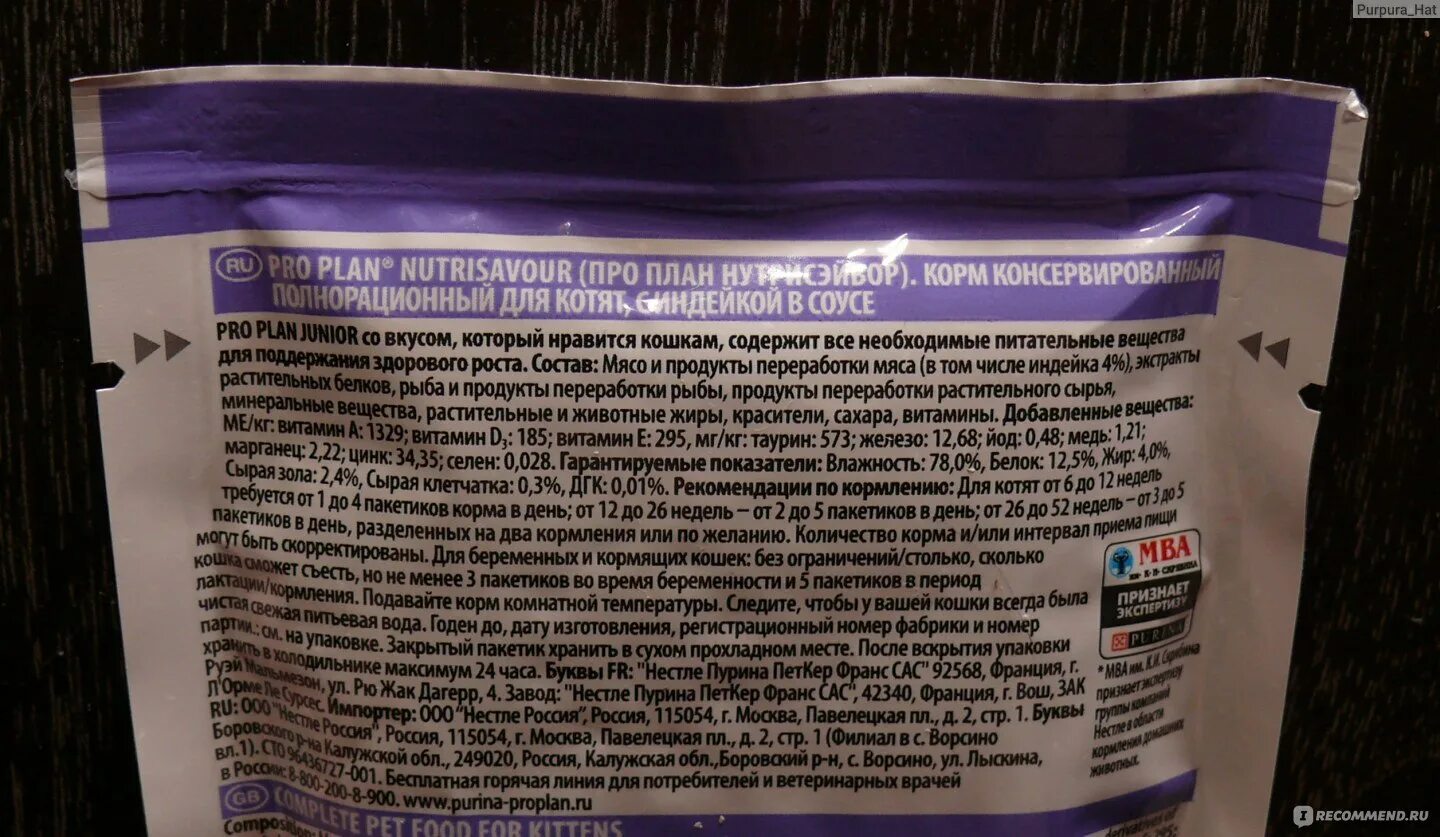 Purpura_Hat
RU PRO PLAN® NUTRISAVOUR (ПРО ПЛАН НУТРИСЭЙВОР). КОРМ КОНСЕРВИРОВАННЫЙ
ПОЛНОРАЦИОННЫЙ ДЛЯ КОТЯТ, С ИНДЕЙКОЙ В СОУСЕ
PRO PLAN JUNIOR со вкусом, который нравится кошкам, содержит все необходимые питательные вещества
для поддержания здорового роста. Состав: Мясо и продукты переработки мяса (в том числе индейка 4%), экстракты
растительных белков, рыба и продукты переработки рыбы, продукты переработки растительного сырья,
минеральные вещества, растительные и животные жиры, красители, сахара, витамины. Добавленные вещества:
МЕ/кг: витамин А: 1329; витамин D3: 185; витамин Е: 295, мг/кг: таурин: 573; железо: 12,68; йод: 0,48; медь: 1,21;
марганец: 2,22; цинк: 34,35; селен: 0,028. Гарантируемые показатели: Влажность: 78,0%, Белок: 12,5%, Жир: 4,0%,
Сырая зола: 2,4%, Сырая клетчатка: 0,3%, ДГК: 0,01%. Рекомендации по кормлению: Для котят от 6 до 12 недель
требуется от 1 до 4 пакетиков корма в день; от 12 до 26 недель – от 2 до 5 пакетиков в день; от 26 до 52 недель – от 3 до 5
пакетиков в день, разделенных на два кормления или по желанию. Количество корма и/или интервал приема пищи
могут быть скорректированы. Для беременных и кормящих кошек: без ограничений/столько, сколько
кошка сможет съесть, но не менее 3 пакетиков во время беременности и 5 пакетиков в период
лактации/кормления. Подавайте корм комнатной температуры. Следите, чтобы у вашей кошки всегда была
чистая свежая питьевая вода. Годен до, дату изготовления, регистрационный номер фабрики и номер
партии.: см. на упаковке. Закрытый пакетик хранить в сухом прохладном месте. После вскрытия упаковки
хранить в холодильнике максимум 24 часа. Буквы FR: "Нестле Пурина ПетКер Франс САС" 92568, Франция, г.
Руэй Мальмезон, ул. Рю Жак Дагерр, 4. Завод: "Нестле Пурина ПетКер Франс САС", 42340, Франция, г. Вош, ЗАК
Л'Орме Ле Сурсес. Импортер: ООО "Нестле Россия", Россия, 115054, г. Москва, Павелецкая пл., д. 2, стр. 1. Буквы
RU: ООО "Нестле Россия", Россия, 115054, г. Москва, Павелецкая пл., д. 2, стр. 1 (Филиал в с. Ворсино
Боровского р-на Калужской обл., 249020, Россия, Калужская обл.,Боровский р-н, с. Ворсино, ул. Лыскина,
вл.1). СТО 96436727-001. Бесплатная горячая линия для потребителей и ветеринарных врачей
в России: 8-800-200-8-900. www.purina-proplan.ru
МВА
ИМ. К. И. СКРЯБИНА
ПРИЗНАЕТ
ЭКСПЕРТИЗУ
PURINA
* МВА им. К.И. Скрябина
признает экспертизу
группы компаний
Нестле в области
кормления домашних
животных.
GB COMPLETE PET FOOD FOR KITTENS
Composition:
derivatives of
IRECOMMEND.RU